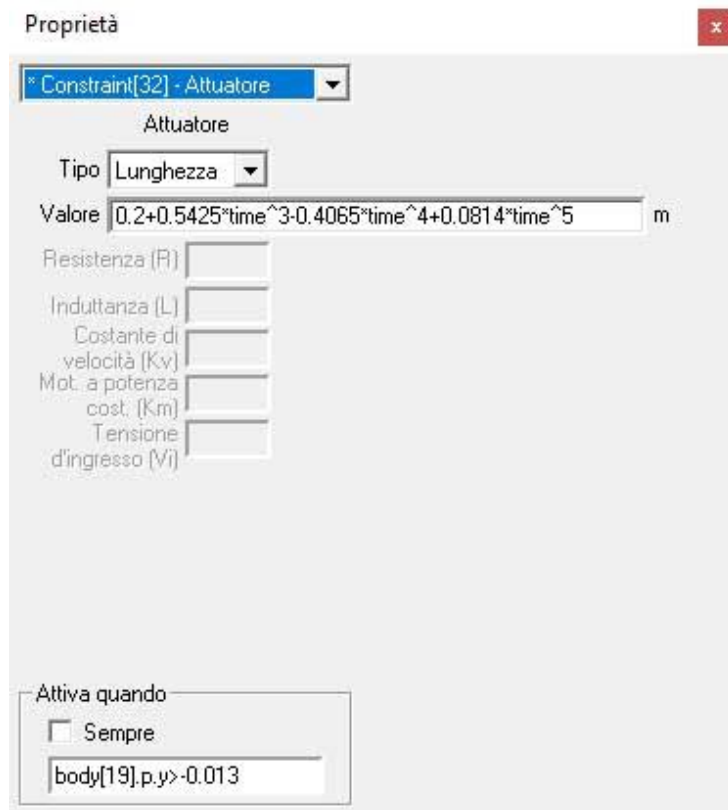 Proprietà
x
* Constraint[32] - Attuatore
Attuatore
Tipo Lunghezza
Valore 0.2+0.5425*time^3-0.4065*time^4+0.0814*time^5 m
Resistenza (R)
Induttanza (L)
Costante di
velocità (Kv)
Mot. a potenza
cost. (Km)
Tensione
d'ingresso (Vi)
Attiva quando
Sempre
body[19].p.y>-0.013